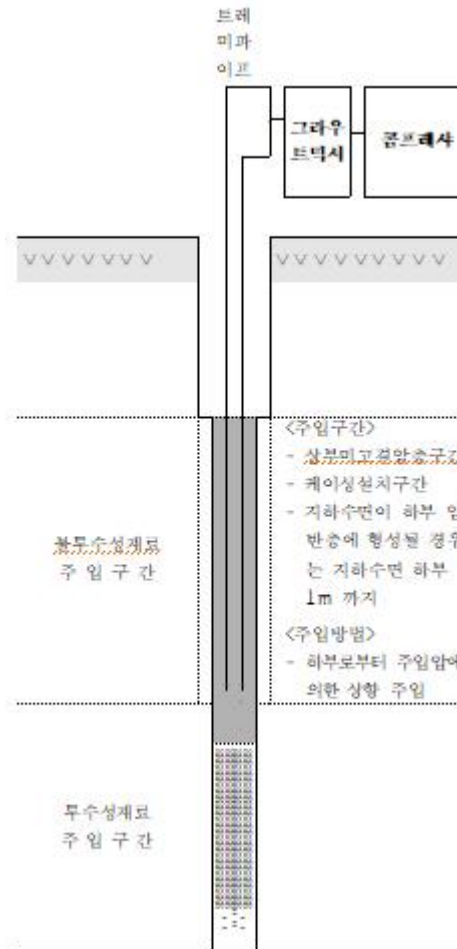 트레
미파
이프
그라우
트믹서
콤프레샤
<주입구간>
- 상부미고결암층구간
- 케이싱설치구간
- 지하수면이 하부 암
반층에 형성될 경우
는 지하수면 하부
1m 까지
<주입방법>
- 하부로부터 주입압에
의한 상향 주입
불투수성재료
주 입 구 간
투수성재료
주 입 구 간